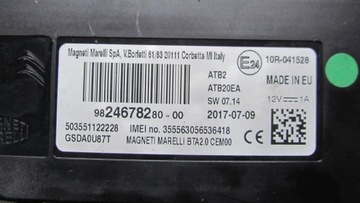 Magneti Marelli SpA, V.Borletti 61/63 20111 Corbetta MI Italy
E24
10R-041528
ATB2
ATB20EA
MADE IN EU
SW 07.14
12V ⎓ 1A
9824678280-00
2017-07-09
503551122228 IMEI no 355563056536418
GSDA0U87T MAGNETI MARELLI BTA2.0 CEM00